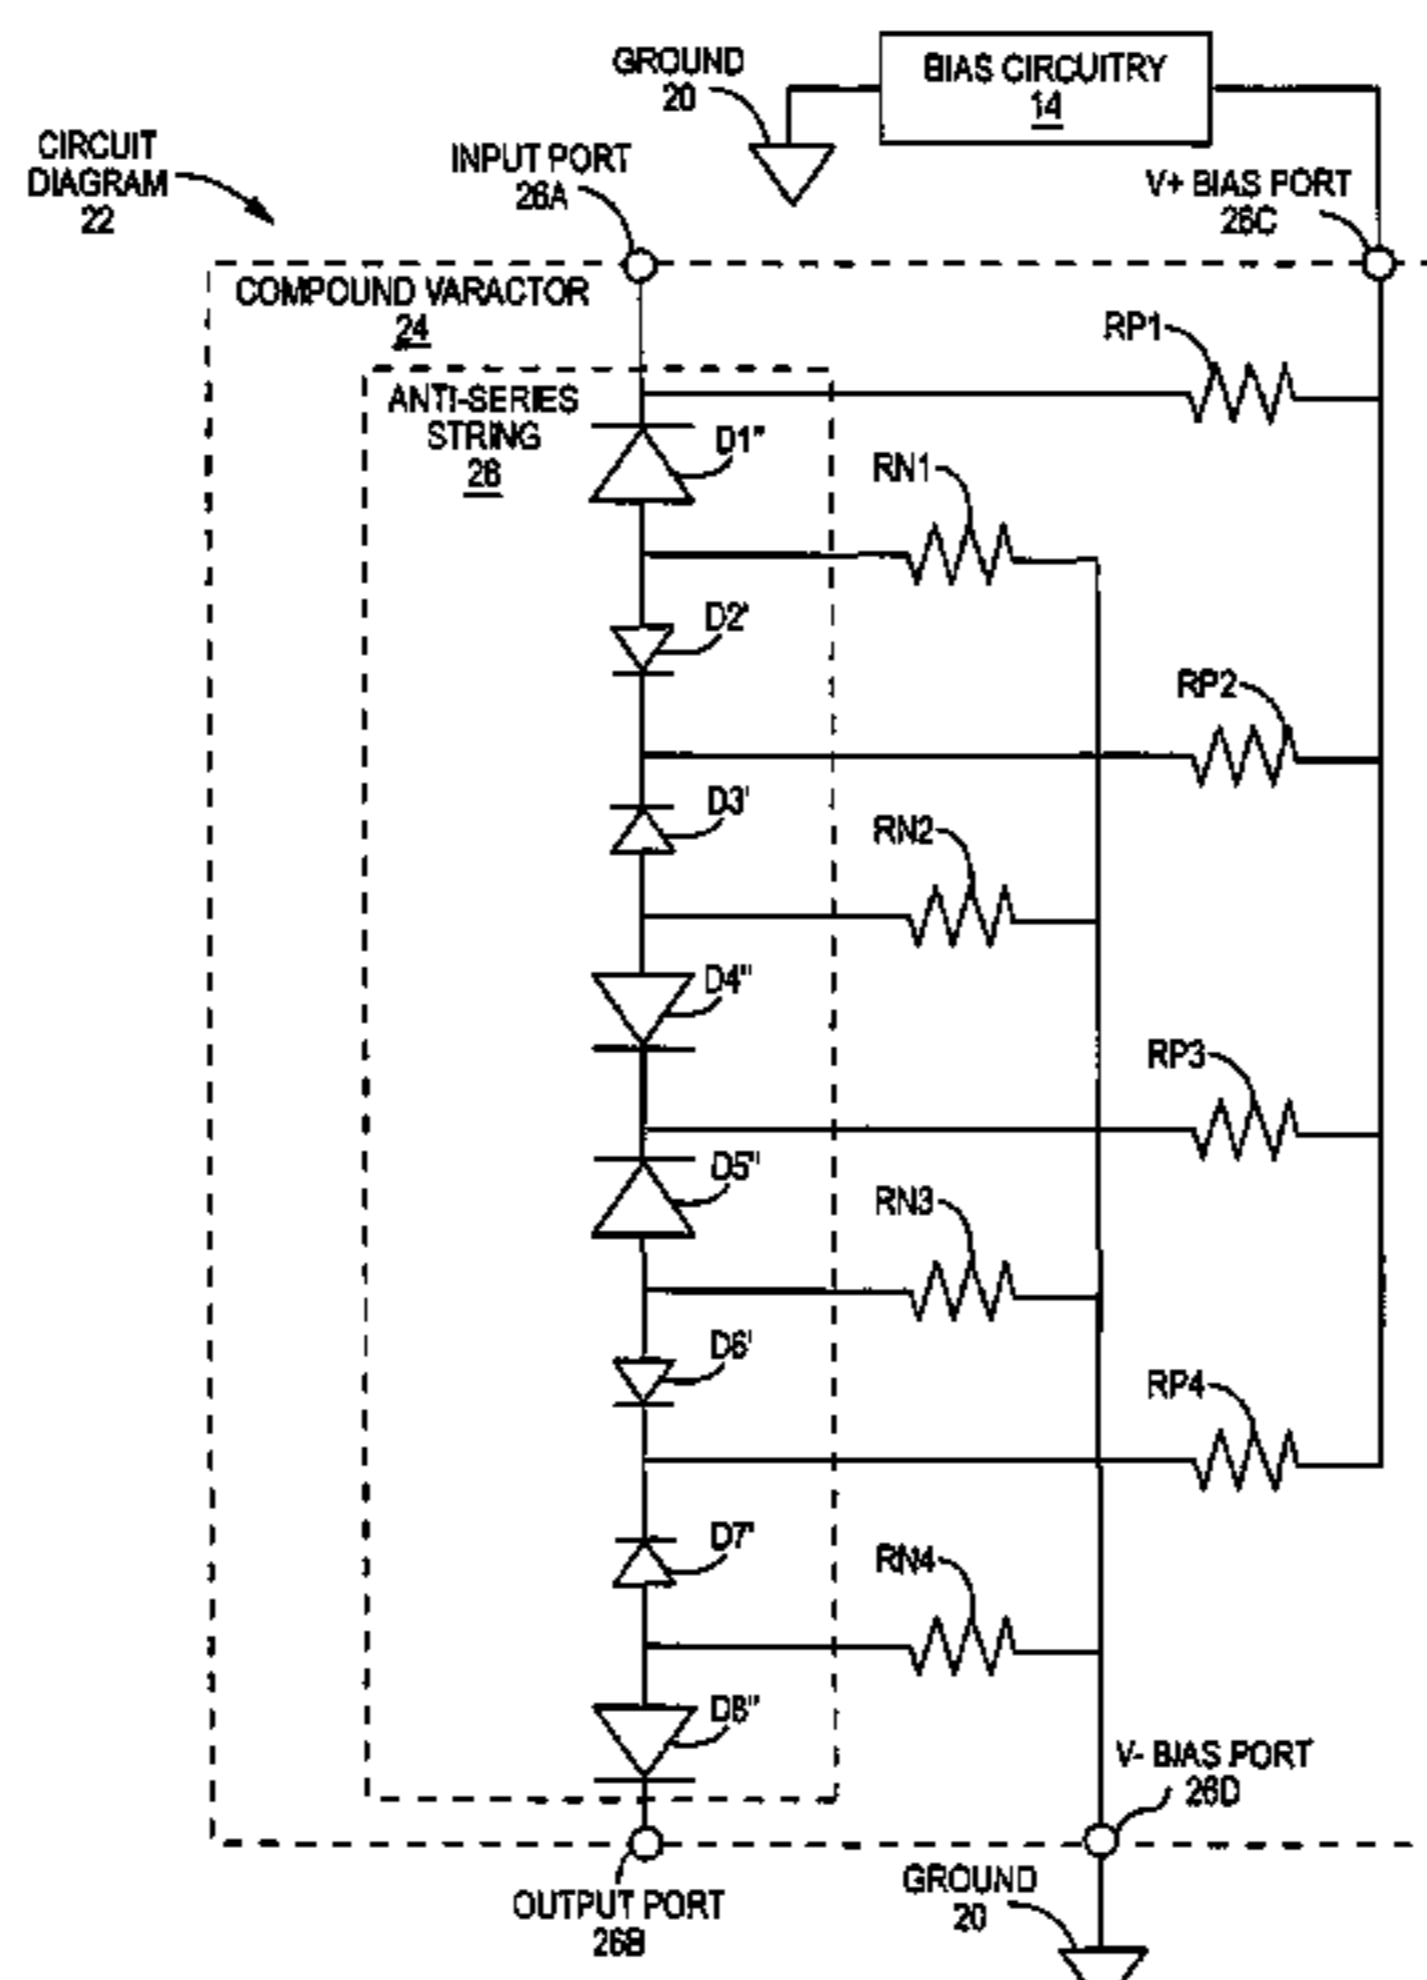 GROUND
20
BIAS CIRCUITRY
14
CIRCUIT
DIAGRAM
22
INPUT PORT
26A
V+ BIAS PORT
26C
COMPOUND VARACTOR
24
RP1
ANTI-SERIES
STRING
26
D1"
RN1
D2'
RP2
D3'
RN2
D4"
RP3
D5"
RN3
D6'
RP4
D7'
RN4
D8"
V- BIAS PORT
26D
OUTPUT PORT
26B
GROUND
20